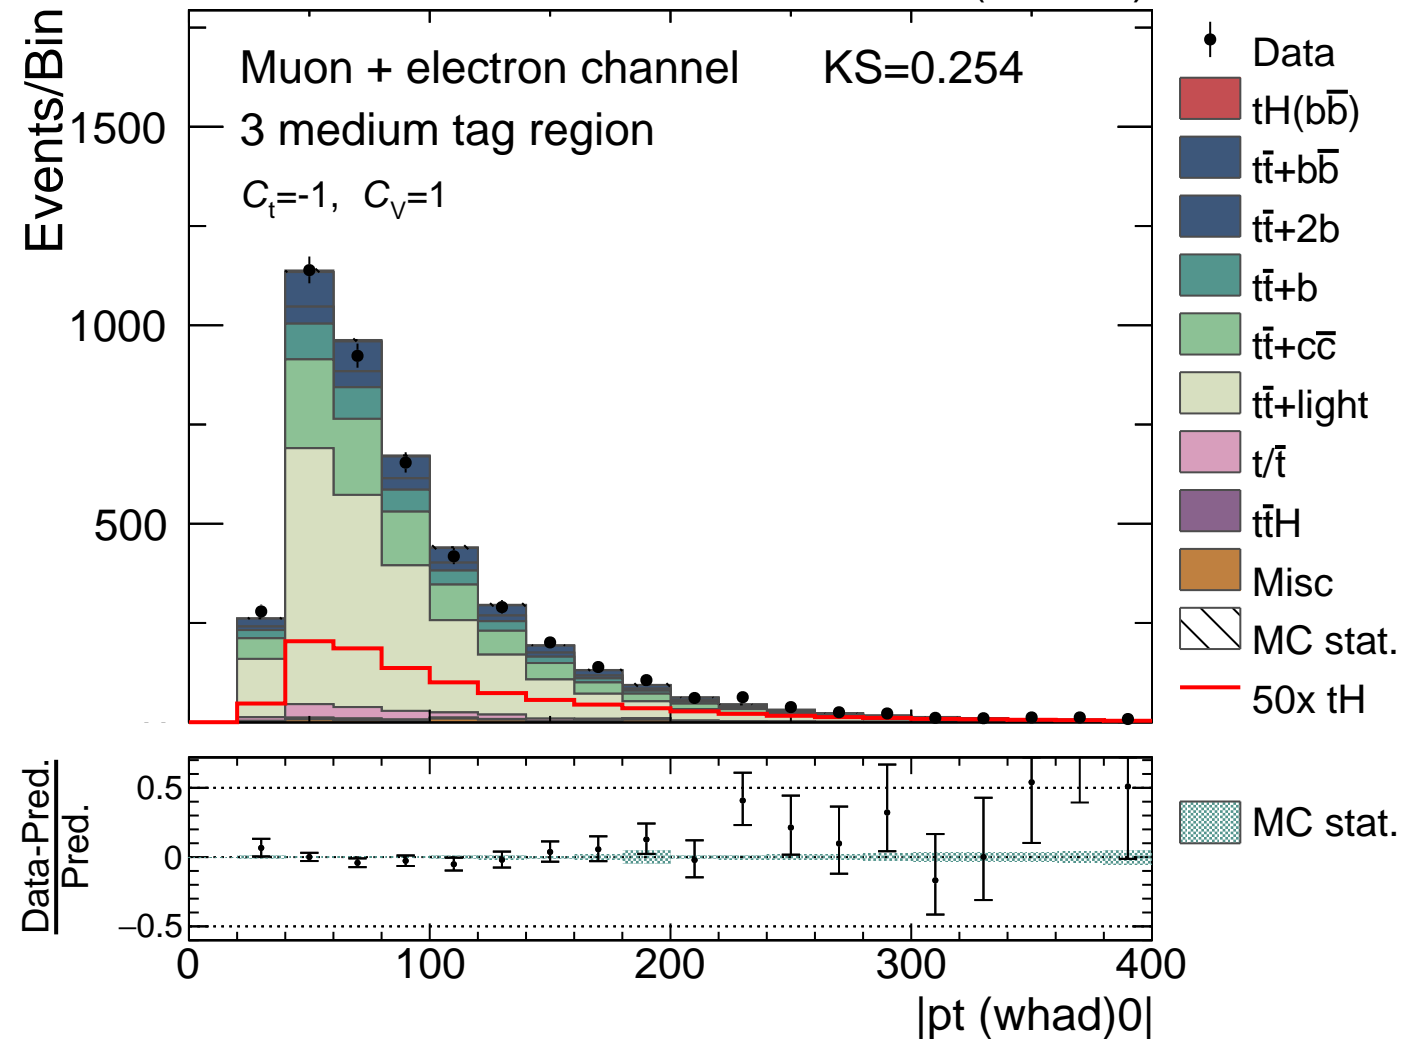 Events/Bin
1500
1000
500
Muon + electron channel KS=0.254
3 medium tag region
Ct=-1, CV=1
Data
tH(bb̅)
tt̅+bb̅
tt̅+2b
tt̅+b
tt̅+cc̅
tt̅+light
t/t̅
tt̅H
Misc
MC stat.
50x tH
Data-Pred.
Pred.
0.5
0
−0.5
MC stat.
0 100 200 300 400
|pt (whad)0|